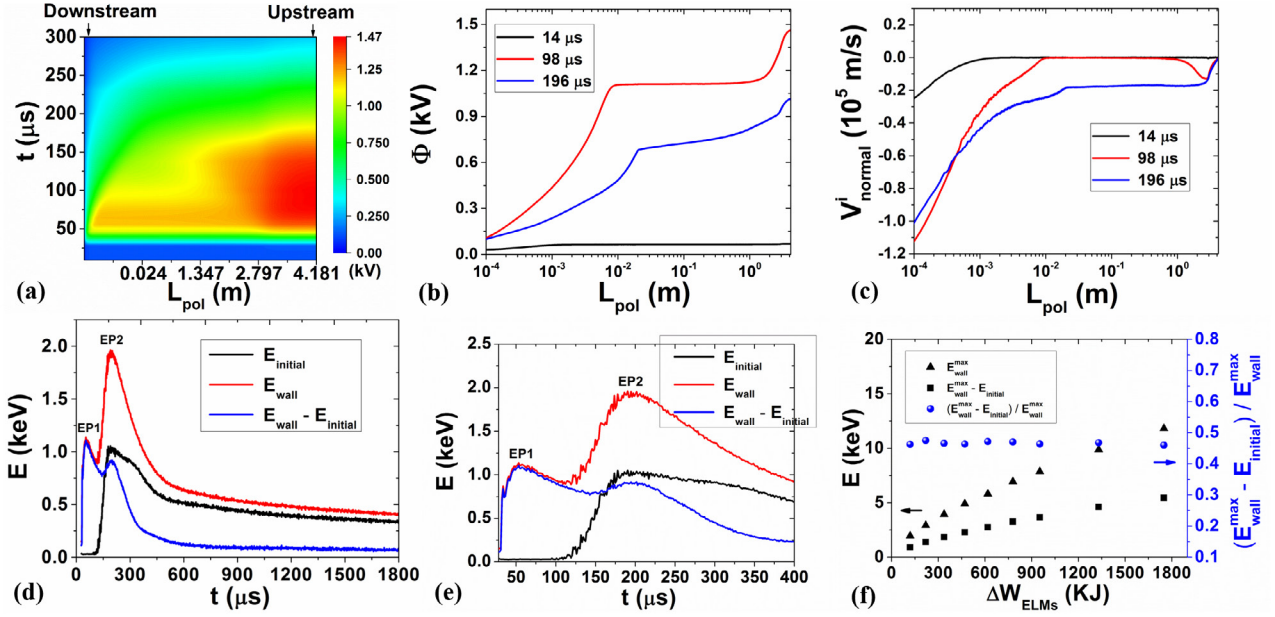 Downstream Upstream
300
250
200
150
100
50
t (μs)
0.024 1.347 2.797 4.181
L_pol (m)
1.47
1.25
1.00
0.750
0.500
0.250
0.00
(kV)
(a)
1.5
1.2
0.9
0.6
0.3
0.0
Φ (kV)
14 μs
98 μs
196 μs
10^-4 10^-3 10^-2 10^-1 10^0
L_pol (m)
(b)
0.0
-0.2
-0.4
-0.6
-0.8
-1.0
-1.2
V^i_normal (10^5 m/s)
14 μs
98 μs
196 μs
10^-4 10^-3 10^-2 10^-1 10^0
L_pol (m)
(c)
2.0
1.5
1.0
0.5
0.0
E (keV)
EP2
EP1
E_initial
E_wall
E_wall - E_initial
0 300 600 900 1200 1500 1800
t (μs)
(d)
2.5
2.0
1.5
1.0
0.5
0.0
E (keV)
EP1
EP2
E_initial
E_wall
E_wall - E_initial
50 100 150 200 250 300 350 400
t (μs)
(e)
20
15
10
5
0
E (keV)
E^max_wall
E^max_wall - E_initial
(E^max_wall - E_initial) / E^max_wall
0 300 600 900 1200 1500 1800
ΔW_ELMs (KJ)
0.8
0.7
0.6
0.5
0.4
0.3
0.2
0.1
(E^max_wall - E_initial) / E^max_wall
(f)